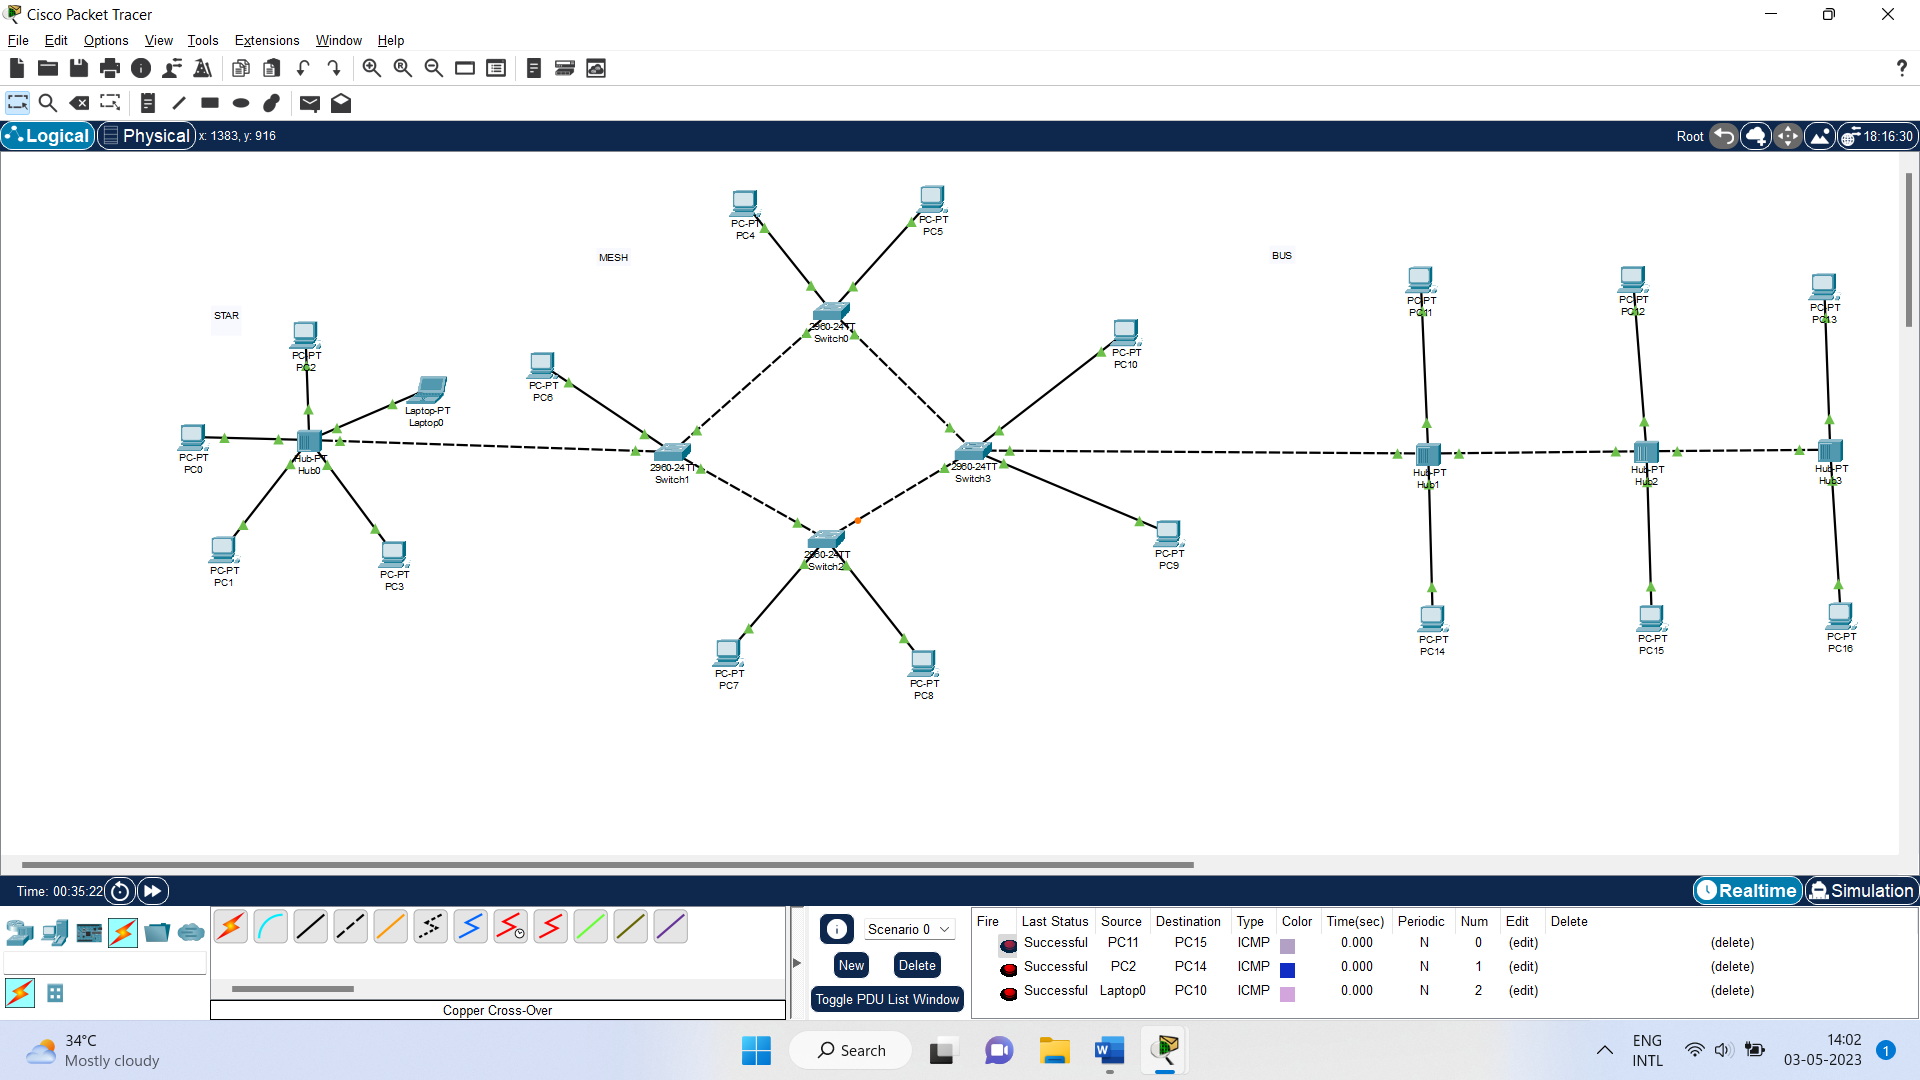 Cisco Packet Tracer
File Edit Options View Tools Extensions Window Help
?
Logical Physical x: 1383, y: 916 Root 18:16:30
PC-PT
PC4
PC-PT
PC5
MESH
BUS
STAR
PC-PT
PC2
PC-PT
PC6
Laptop-PT
Laptop0
PC-PT
PC0
Hub-PT
Hub0
PC-PT
PC1
PC-PT
PC3
2960-24TT
Switch0
2960-24TT
Switch1
2960-24TT
Switch3
2960-24TT
Switch2
PC-PT
PC10
PC-PT
PC9
PC-PT
PC7
PC-PT
PC8
PC-PT
PC11
PC-PT
PC12
PC-PT
PC13
Hub-PT
Hub1
Hub-PT
Hub2
Hub-PT
Hub3
PC-PT
PC14
PC-PT
PC15
PC-PT
PC16
Time: 00:35:22 Realtime Simulation
Scenario 0
New Delete
Toggle PDU List Window
Copper Cross-Over
Fire Last Status Source Destination Type Color Time(sec) Periodic Num Edit Delete
Successful PC11 PC15 ICMP 0.000 N 0 (edit) (delete)
Successful PC2 PC14 ICMP 0.000 N 1 (edit) (delete)
Successful Laptop0 PC10 ICMP 0.000 N 2 (edit) (delete)
34°C
Mostly cloudy
Search
ENG
INTL
14:02
03-05-2023
1